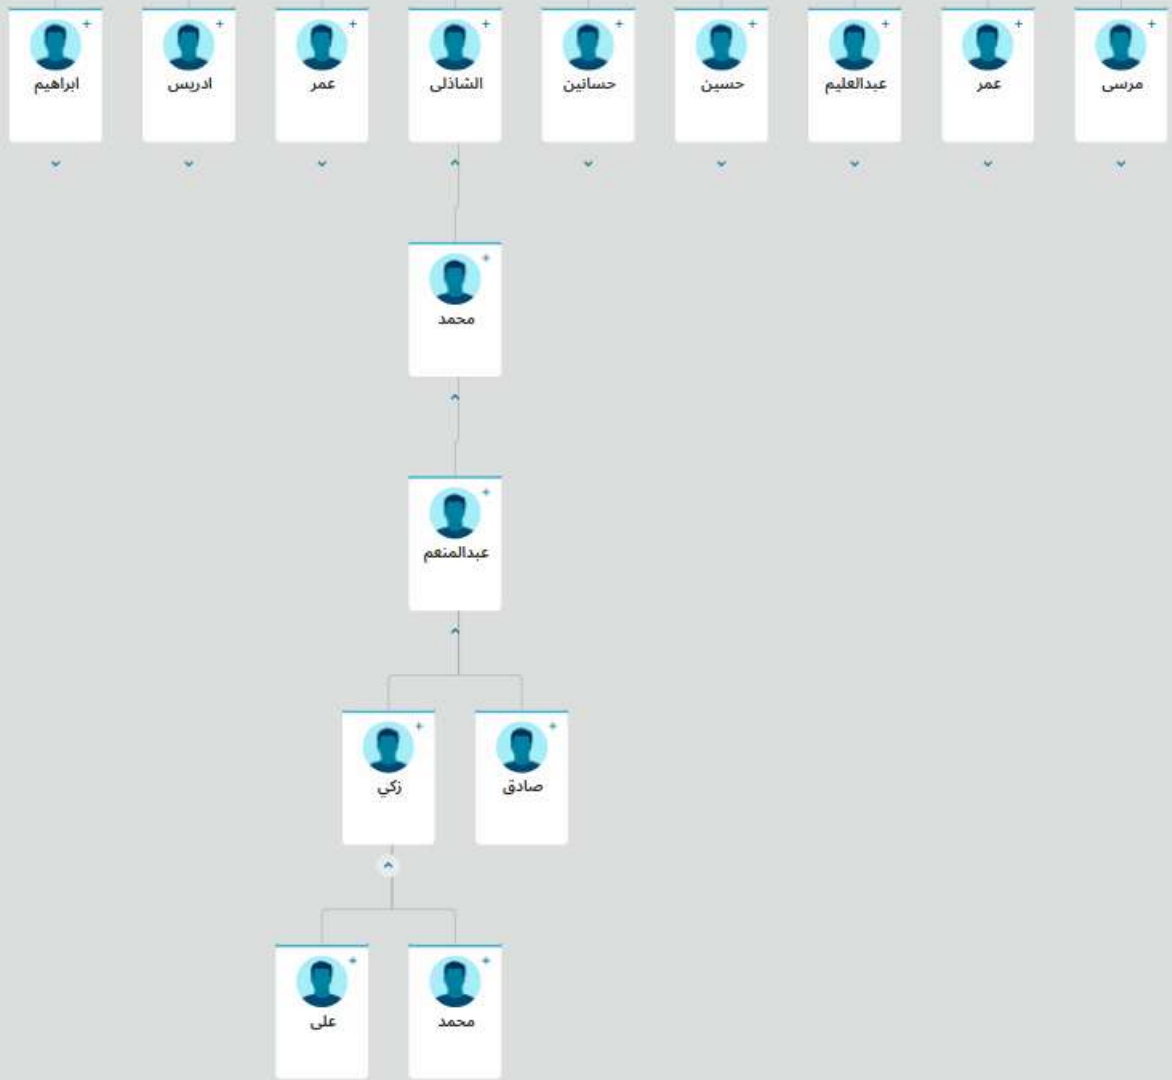 مرسى
عمر
عبدالعليم
حسين
حسانين
الشاذلى
عمر
ادريس
ابراهيم
محمد
عبدالمنعم
صادق
زكي
محمد
على